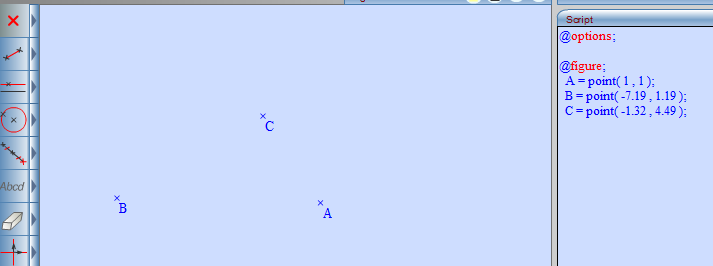 Script
@options;
@figure;
A = point( 1 , 1 );
B = point( -7.19 , 1.19 );
C = point( -1.32 , 4.49 );
C
B
A
Abcd